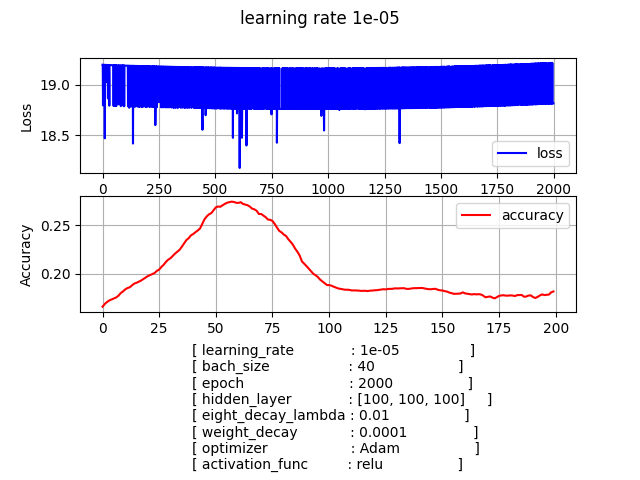 learning rate 1e-05
19.0
18.5
Loss
loss
0 250 500 750 1000 1250 1500 1750 2000
0.25
0.20
Accuracy
accuracy
0 25 50 75 100 125 150 175 200
[ learning_rate : 1e-05 ]
[ bach_size : 40 ]
[ epoch : 2000 ]
[ hidden_layer : [100, 100, 100] ]
[ eight_decay_lambda : 0.01 ]
[ weight_decay : 0.0001 ]
[ optimizer : Adam ]
[ activation_func : relu ]